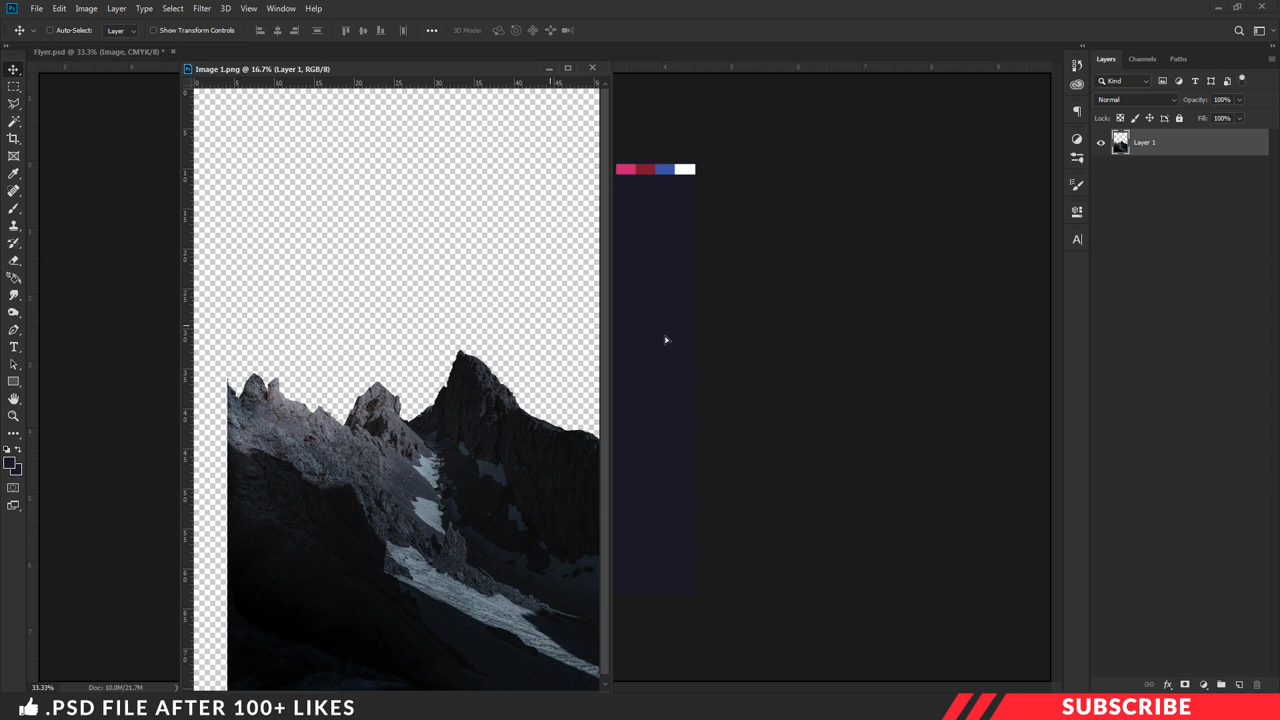 Ps File Edit Image Layer Type Select Filter 3D View Window Help
Auto-Select: Layer Show Transform Controls 3D Mode:
Flyer.psd @ 33.3% (Image, CMYK/8) *
Image 1.png @ 16.7% (Layer 1, RGB/8)
Layers Channels Paths
Kind
Normal Opacity: 100%
Lock: Fill: 100%
Layer 1
33.33% Doc: 10.0M/21.7M
.PSD FILE AFTER 100+ LIKES
SUBSCRIBE